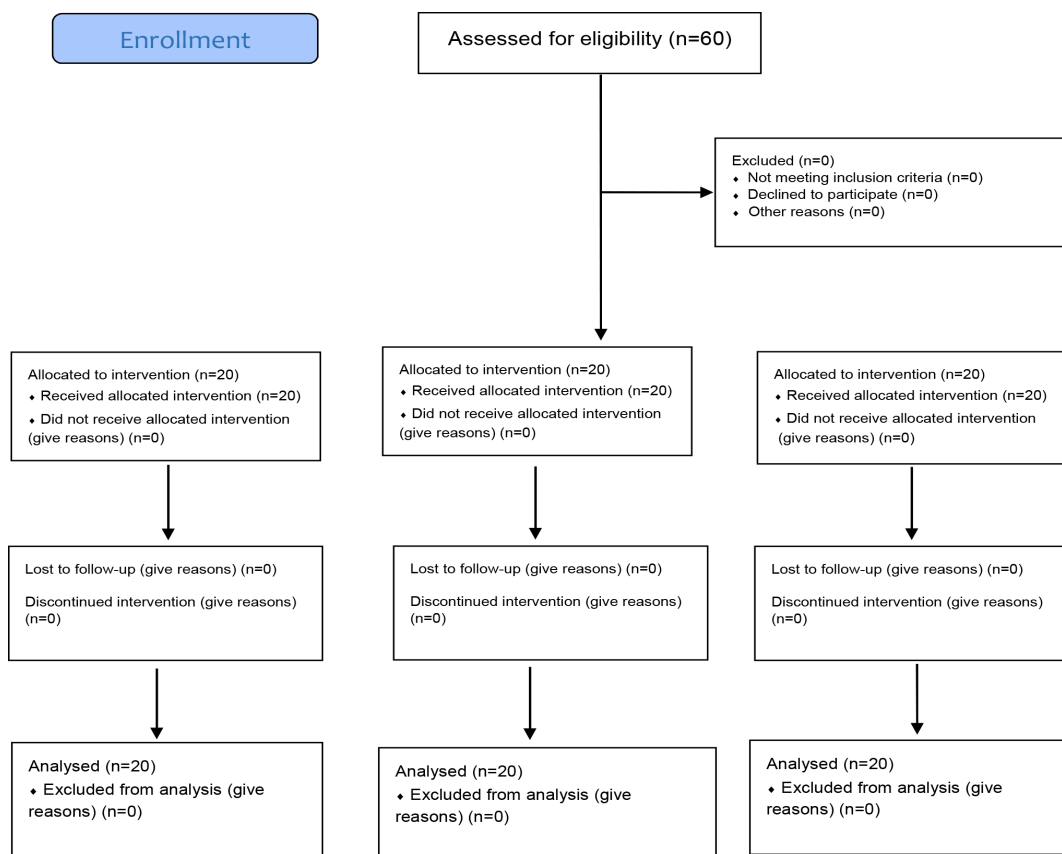 Enrollment
Assessed for eligibility (n=60)
Excluded (n=0)
⬩ Not meeting inclusion criteria (n=0)
⬩ Declined to participate (n=0)
⬩ Other reasons (n=0)
Allocated to intervention (n=20)
⬩ Received allocated intervention (n=20)
⬩ Did not receive allocated intervention
(give reasons) (n=0)
Allocated to intervention (n=20)
⬩ Received allocated intervention (n=20)
⬩ Did not receive allocated intervention
(give reasons) (n=0)
Allocated to intervention (n=20)
⬩ Received allocated intervention (n=20)
⬩ Did not receive allocated intervention
(give reasons) (n=0)
Lost to follow-up (give reasons) (n=0)
Discontinued intervention (give reasons)
(n=0)
Lost to follow-up (give reasons) (n=0)
Discontinued intervention (give reasons)
(n=0)
Lost to follow-up (give reasons) (n=0)
Discontinued intervention (give reasons)
(n=0)
Analysed (n=20)
⬩ Excluded from analysis (give
reasons) (n=0)
Analysed (n=20)
⬩ Excluded from analysis (give
reasons) (n=0)
Analysed (n=20)
⬩ Excluded from analysis (give
reasons) (n=0)